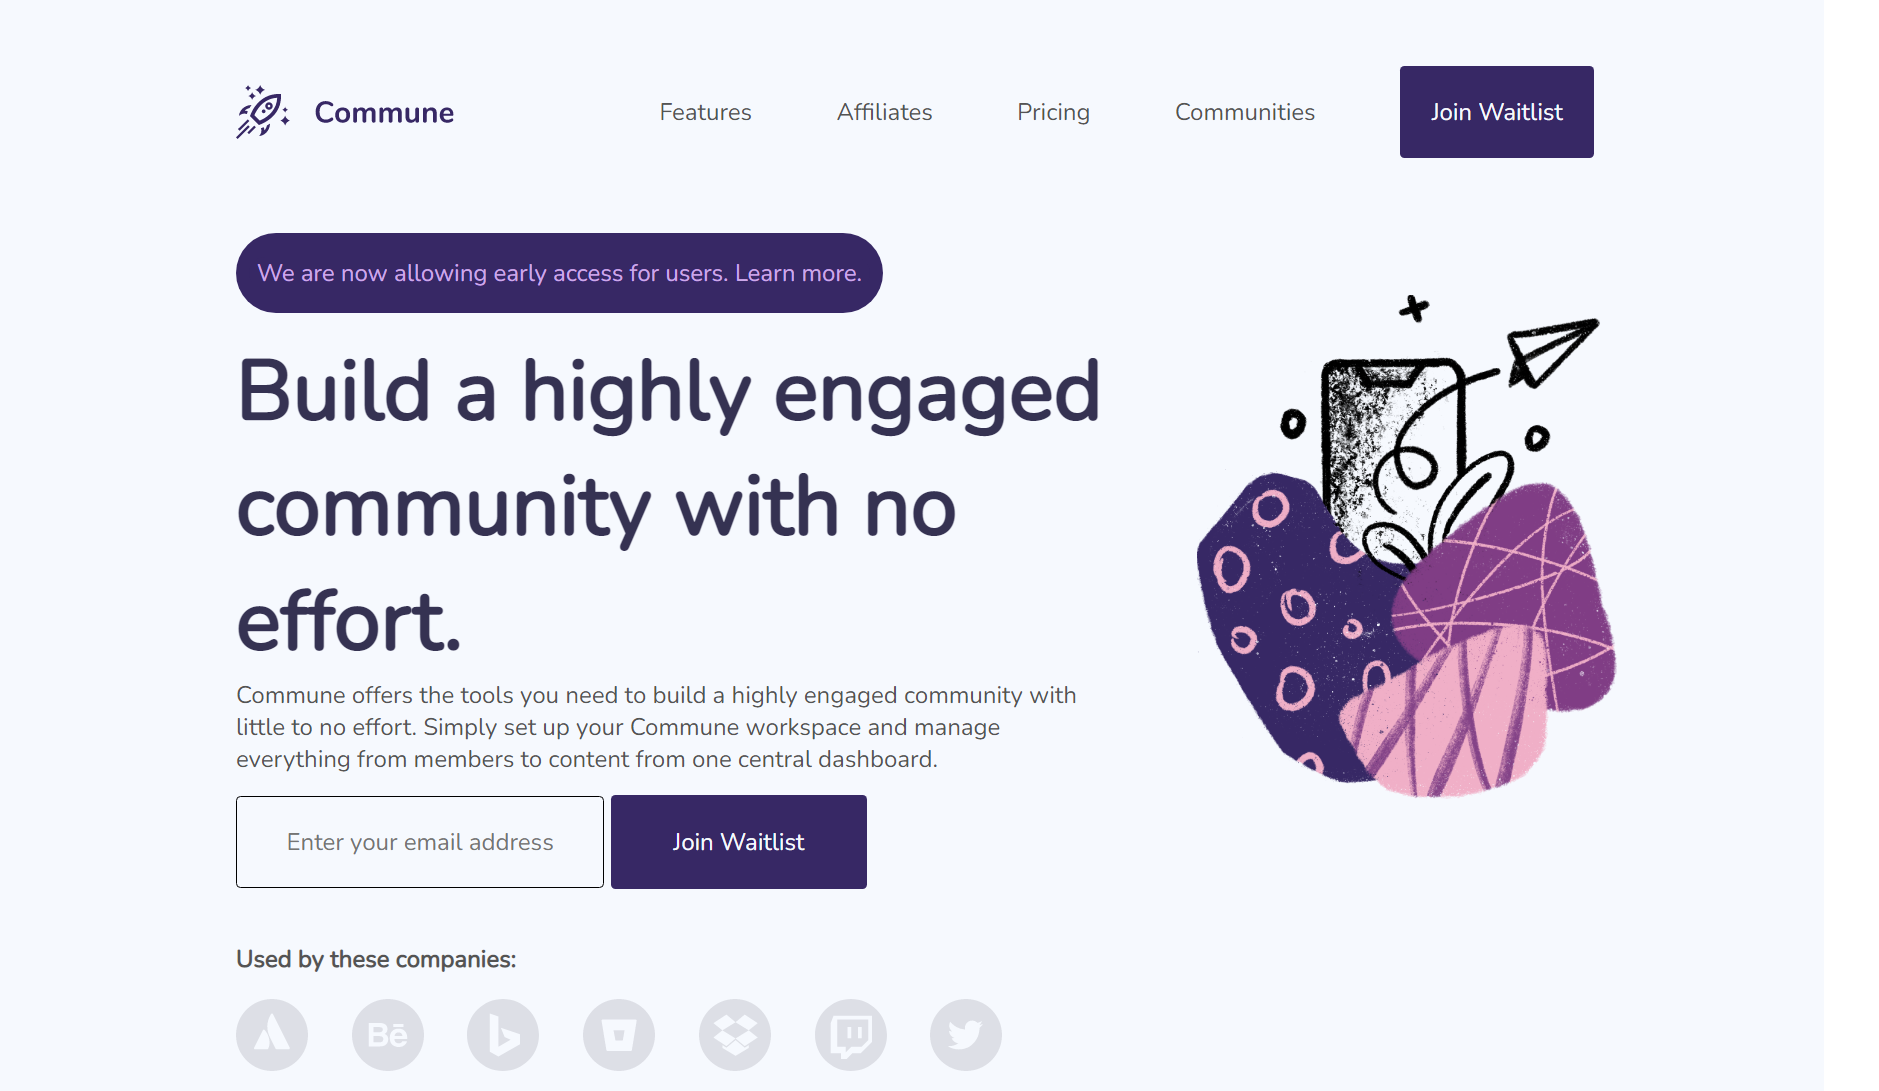 Commune
Features
Affiliates
Pricing
Communities
Join Waitlist
We are now allowing early access for users. Learn more.
Build a highly engaged
community with no
effort.
Commune offers the tools you need to build a highly engaged community with
little to no effort. Simply set up your Commune workspace and manage
everything from members to content from one central dashboard.
Enter your email address
Join Waitlist
Used by these companies:
Bē